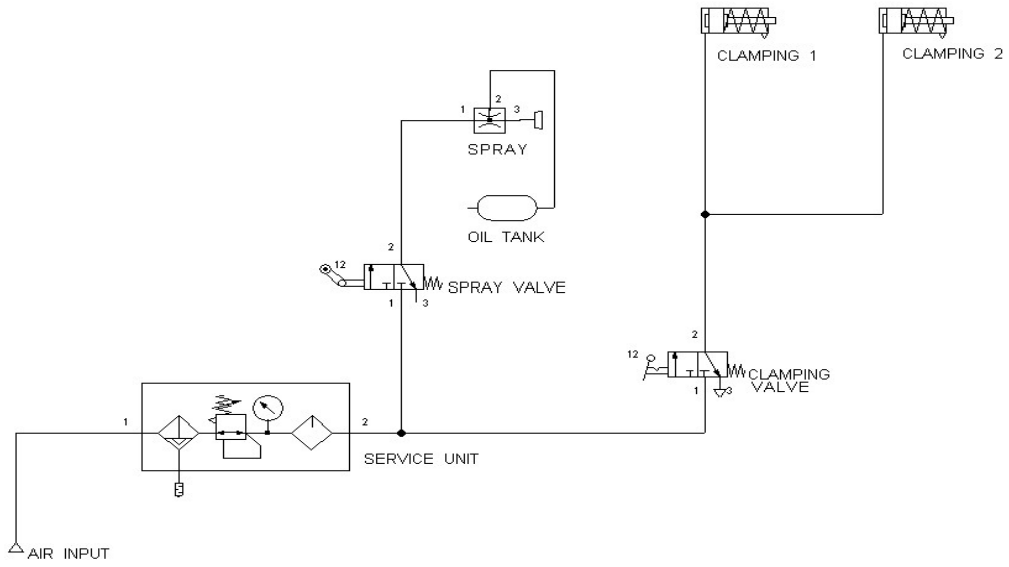 CLAMPING 1
CLAMPING 2
2
1
3
SPRAY
OIL TANK
2
12
SPRAY VALVE
1
3
2
12
CLAMPING
VALVE
1
3
1
2
SERVICE UNIT
AIR INPUT